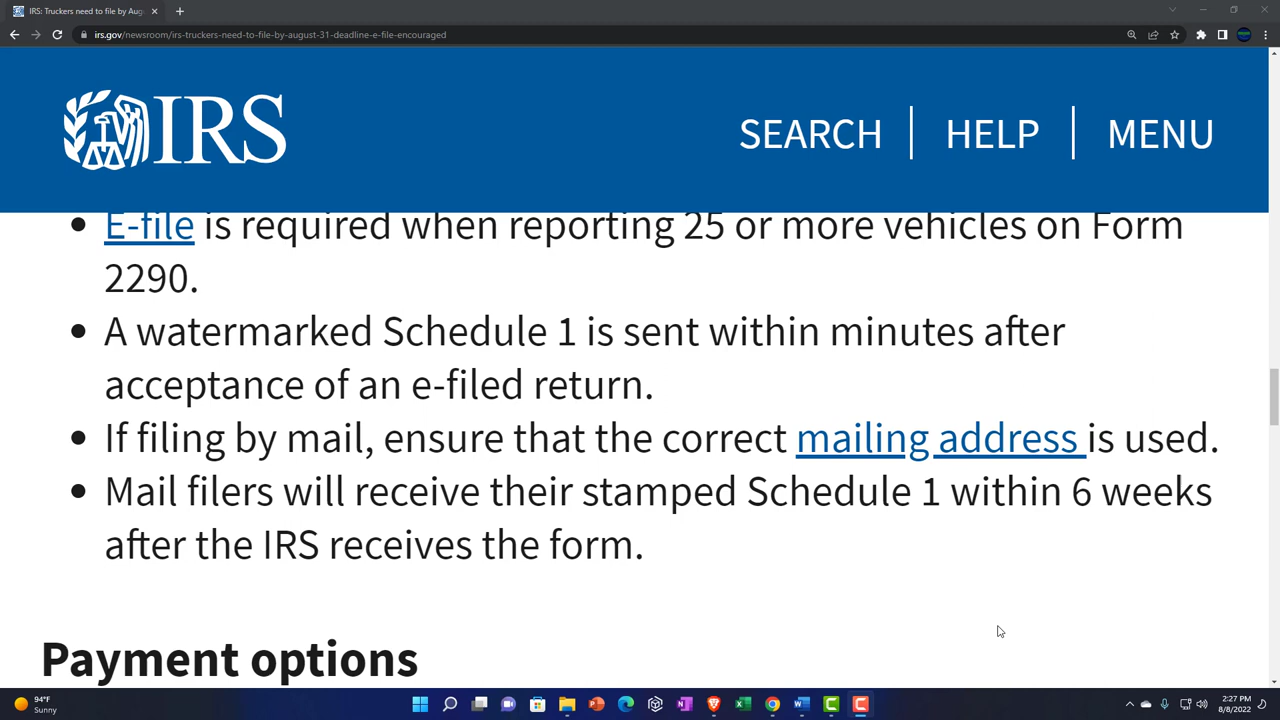 IRS: Truckers need to file by Aug
irs.gov/newsroom/irs-truckers-need-to-file-by-august-31-deadline-e-file-encouraged
IRS
SEARCH
HELP
MENU
E-file is required when reporting 25 or more vehicles on Form
2290.
A watermarked Schedule 1 is sent within minutes after
acceptance of an e-filed return.
If filing by mail, ensure that the correct mailing address is used.
Mail filers will receive their stamped Schedule 1 within 6 weeks
after the IRS receives the form.
Payment options
94°F
Sunny
2:27 PM
8/8/2022